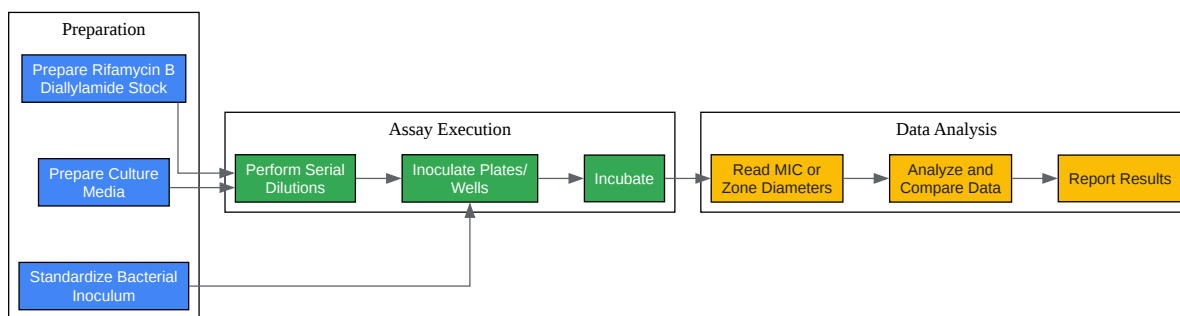 Preparation
Prepare Rifamycin B
Diallylamide Stock
Prepare Culture
Media
Standardize Bacterial
Inoculum
Assay Execution
Perform Serial
Dilutions
Inoculate Plates/
Wells
Incubate
Data Analysis
Read MIC or
Zone Diameters
Analyze and
Compare Data
Report Results